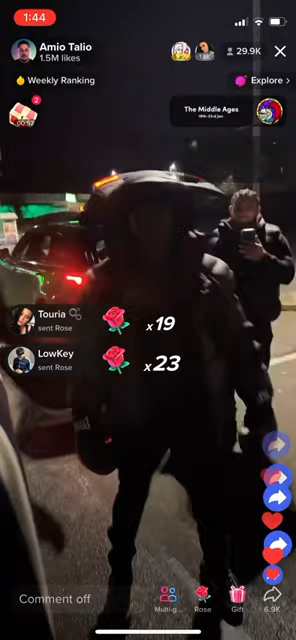 1:44
Amio Talio
1.5M likes
29.9K
Weekly Ranking
Explore >
2
The Middle Ages
Touria
sent Rose
x19
LowKey
sent Rose
x23
Comment off
Multi-g...
Rose
Gift
6.9K